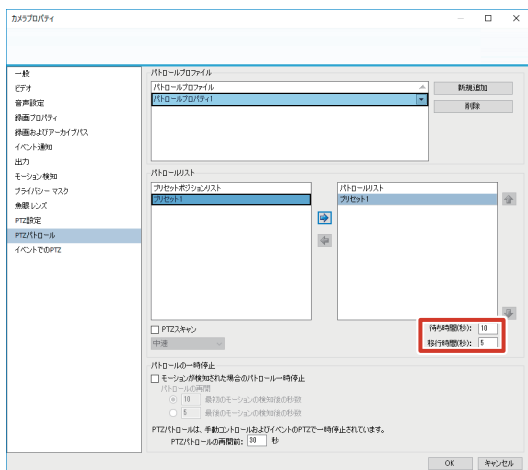 カメラプロパティ
一般
ビデオ
音声設定
録画プロパティ
録画およびアーカイブパス
イベント通知
出力
モーション検知
プライバシー マスク
魚眼レンズ
PTZ設定
PTZパトロール
イベントでのPTZ
パトロールプロファイル
パトロールプロファイル
パトロールプロパティ1
新規追加
削除
パトロールリスト
プリセットポジションリスト
プリセット1
パトロールリスト
プリセット1
PTZスキャン
中速
待ち時間(秒): 10
移行時間(秒): 5
パトロールの一時停止
モーションが検知された場合のパトロール一時停止
パトロールの再開
10 最初のモーションの検知後の秒数
5 最後のモーションの検知後の秒数
PTZパトロールは、手動コントロールおよびイベントのPTZで一時停止されています。
PTZパトロールの再開前: 30 秒
OK キャンセル